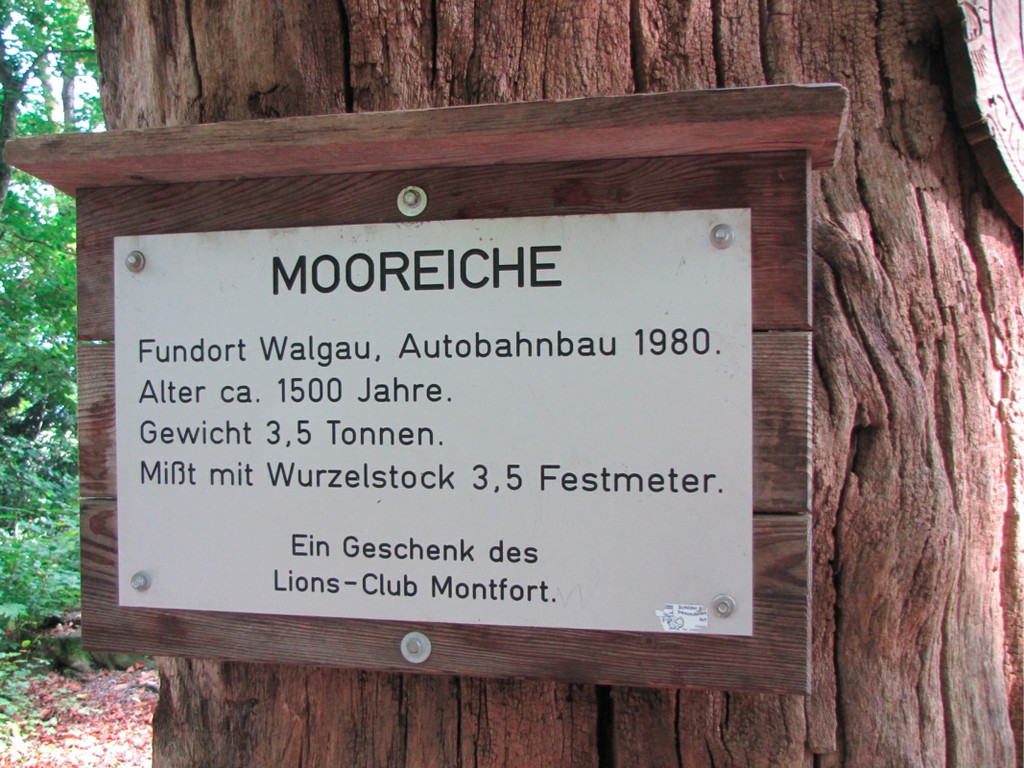 MOOREICHE
Fundort Walgau, Autobahnbau 1980.
Alter ca. 1500 Jahre.
Gewicht 3,5 Tonnen.
Mißt mit Wurzelstock 3,5 Festmeter.
Ein Geschenk des
Lions-Club Montfort.